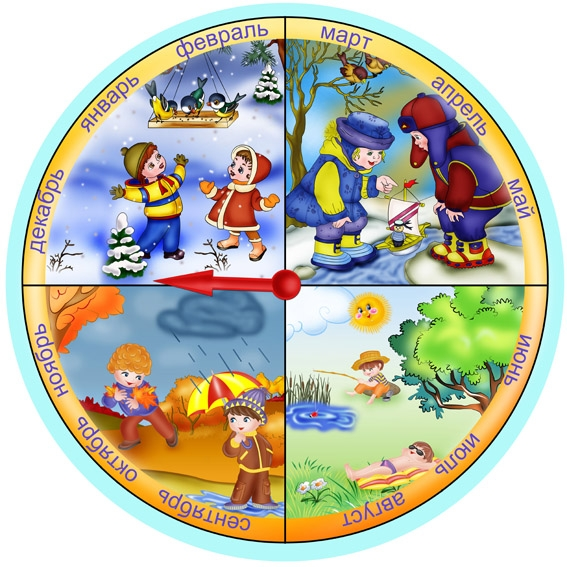 январь
февраль
март
апрель
май
июнь
июль
август
сентябрь
октябрь
ноябрь
декабрь